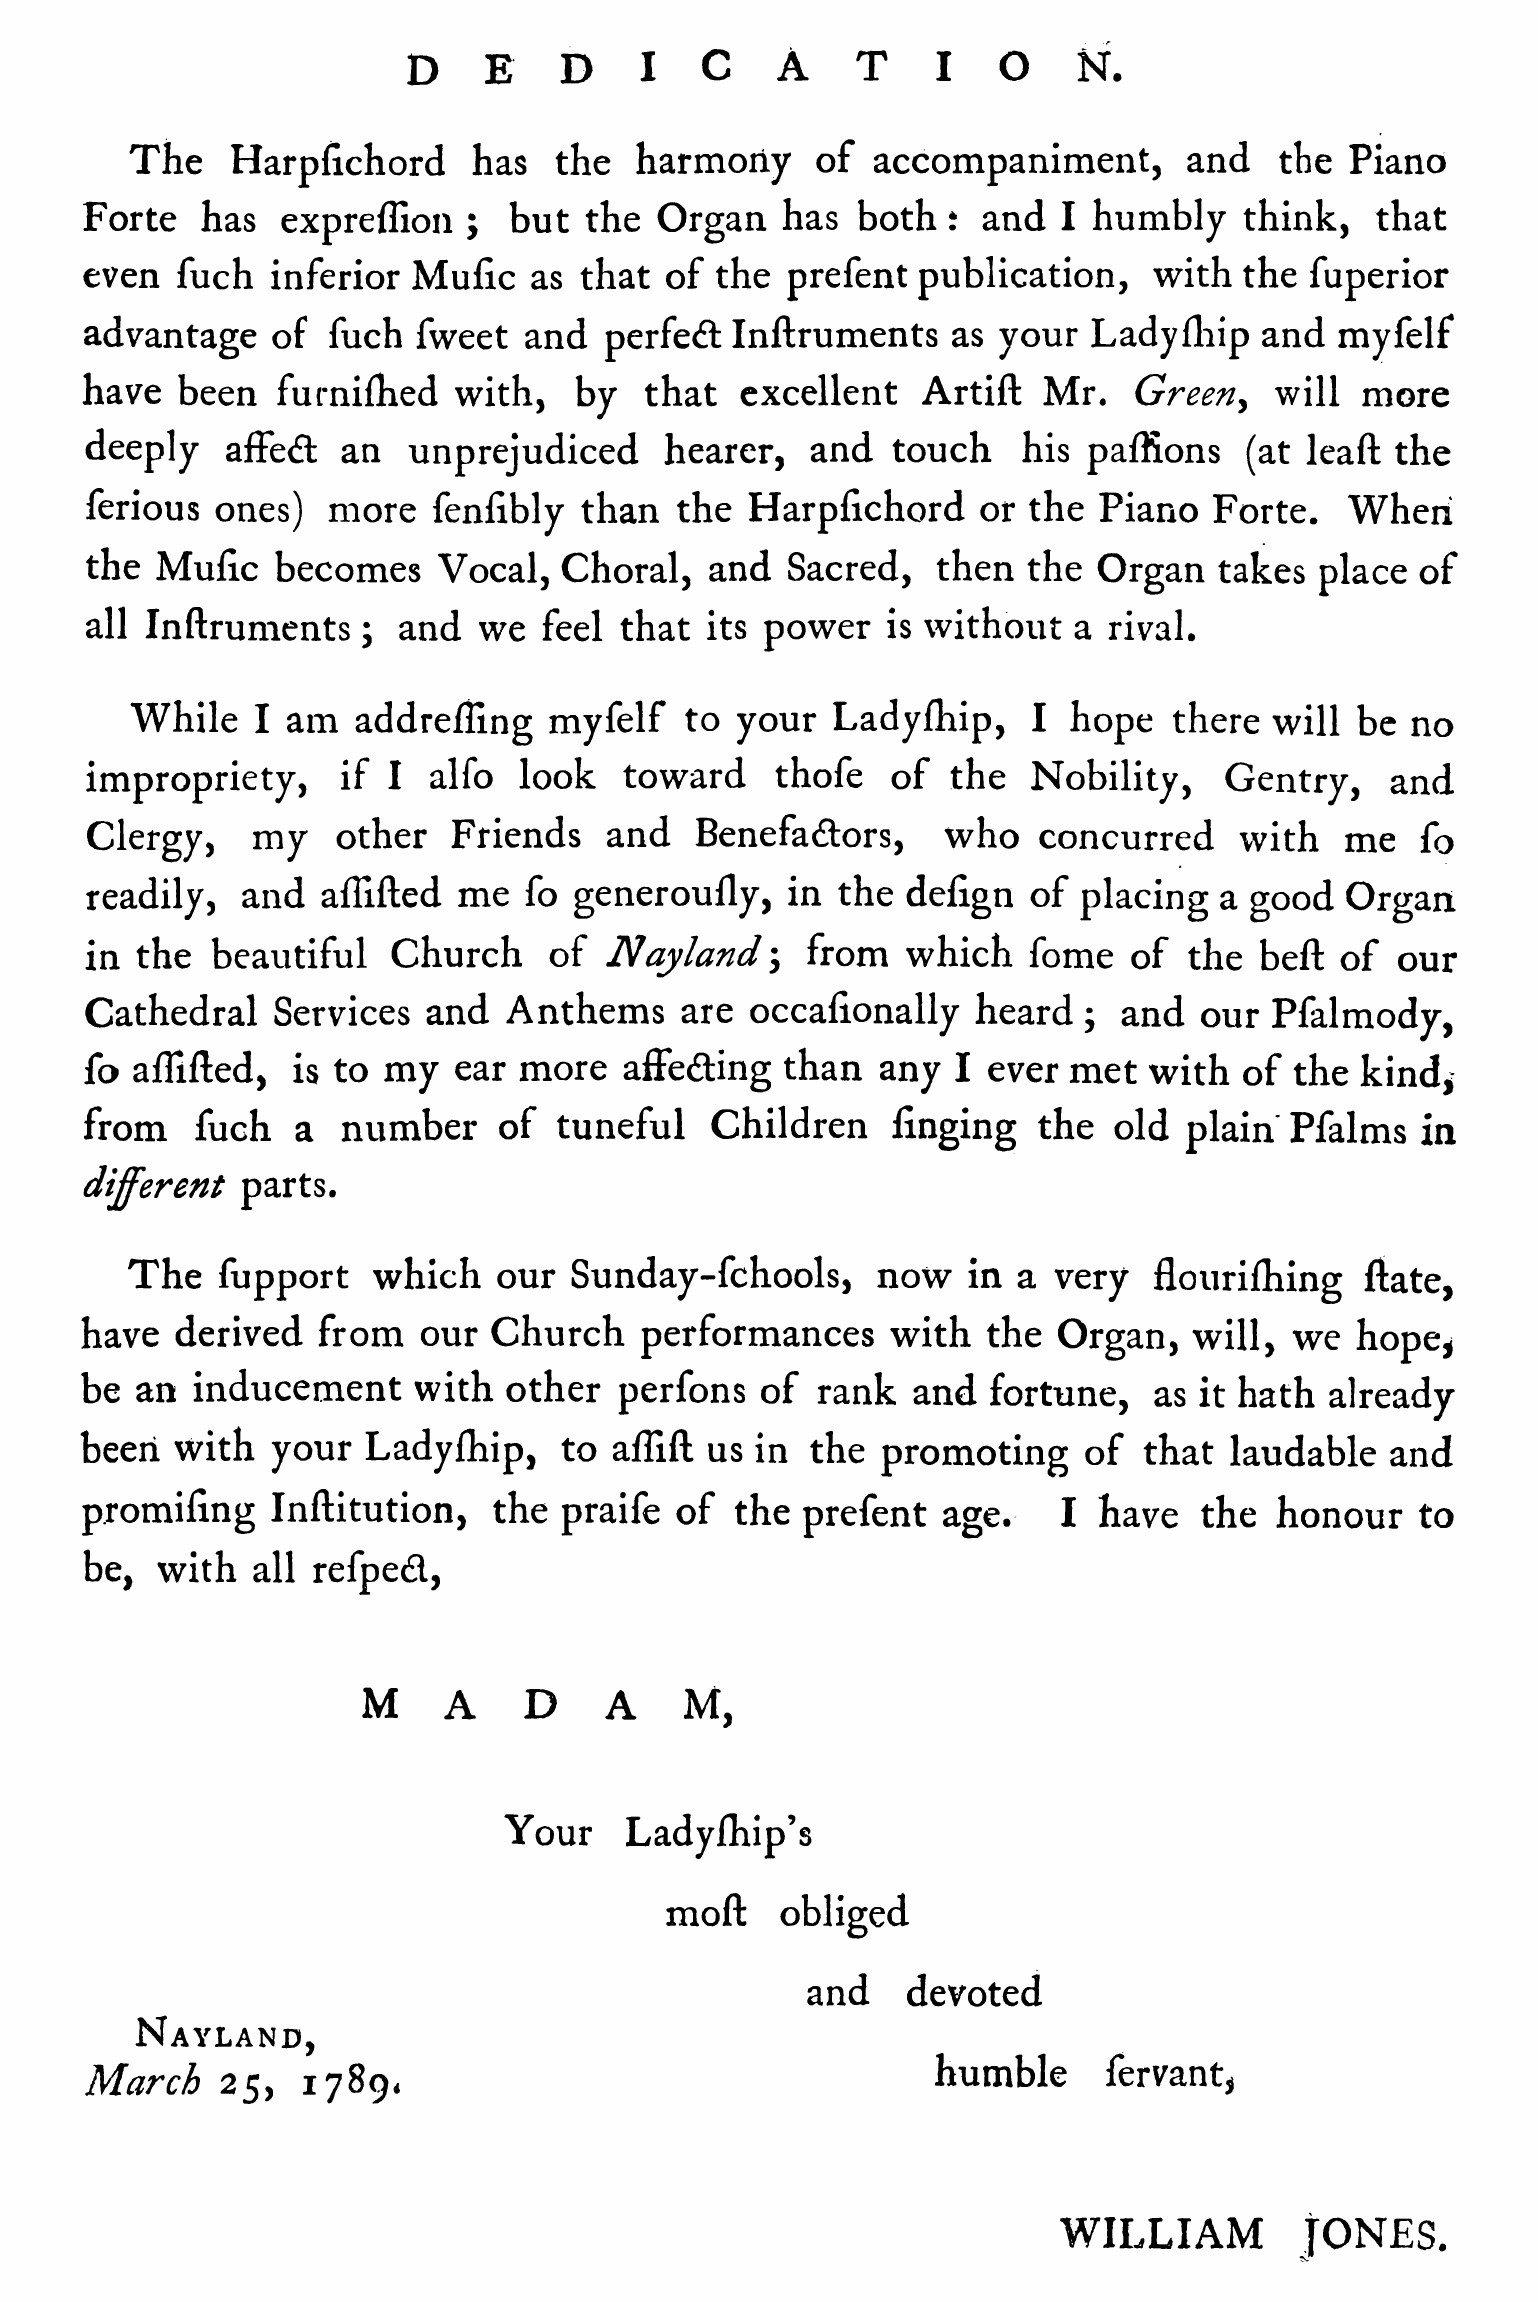 DEDICATION.
The Harpſichord has the harmony of accompaniment, and the Piano
Forte has expreſſion ; but the Organ has both : and I humbly think, that
even ſuch inferior Muſic as that of the preſent publication, with the ſuperior
advantage of ſuch ſweet and perfect Inſtruments as your Ladyſhip and myſelf
have been furniſhed with, by that excellent Artiſt Mr. Green, will more
deeply affect an unprejudiced hearer, and touch his paſſions (at leaſt the
ſerious ones) more ſenſibly than the Harpſichord or the Piano Forte. When
the Muſic becomes Vocal, Choral, and Sacred, then the Organ takes place of
all Inſtruments ; and we feel that its power is without a rival.
While I am addreſſing myſelf to your Ladyſhip, I hope there will be no
impropriety, if I alſo look toward thoſe of the Nobility, Gentry, and
Clergy, my other Friends and Benefactors, who concurred with me ſo
readily, and aſſiſted me ſo generouſly, in the deſign of placing a good Organ
in the beautiful Church of Nayland ; from which ſome of the beſt of our
Cathedral Services and Anthems are occaſionally heard ; and our Pſalmody,
ſo aſſiſted, is to my ear more affecting than any I ever met with of the kind,
from ſuch a number of tuneful Children ſinging the old plain Pſalms in
different parts.
The ſupport which our Sunday-ſchools, now in a very flouriſhing ſtate,
have derived from our Church performances with the Organ, will, we hope,
be an inducement with other perſons of rank and fortune, as it hath already
been with your Ladyſhip, to aſſiſt us in the promoting of that laudable and
promiſing Inſtitution, the praiſe of the preſent age. I have the honour to
be, with all reſpect,
MADAM,
Your Ladyſhip's
moſt obliged
and devoted
humble ſervant,
NAYLAND,
March 25, 1789.
WILLIAM JONES.